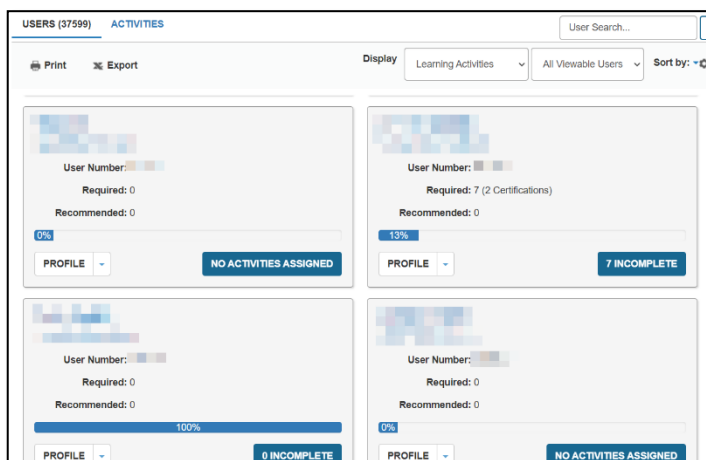 USERS (37599) ACTIVITIES User Search...
Print Export Display Learning Activities All Viewable Users Sort by:
User Number:
Required: 0
Recommended: 0
0%
PROFILE NO ACTIVITIES ASSIGNED
User Number:
Required: 7 (2 Certifications)
Recommended: 0
13%
PROFILE 7 INCOMPLETE
User Number:
Required: 0
Recommended: 0
100%
PROFILE 0 INCOMPLETE
User Number:
Required: 0
Recommended: 0
0%
PROFILE NO ACTIVITIES ASSIGNED